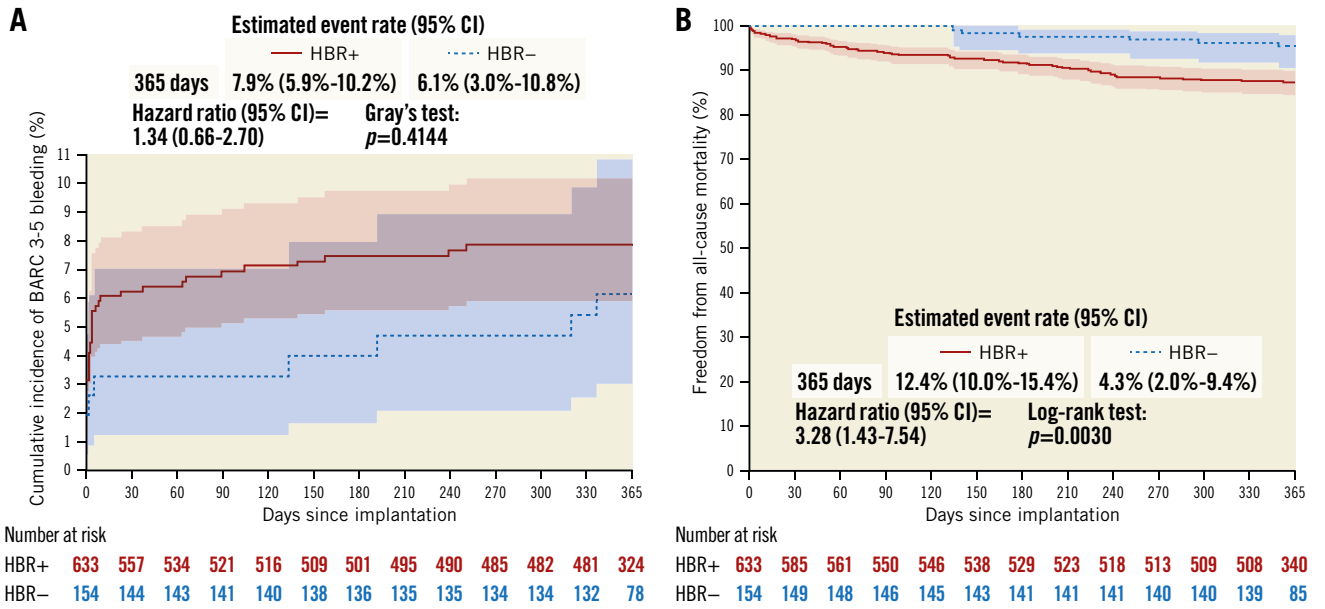 A
Estimated event rate (95% CI)
HBR+ HBR–
365 days 7.9% (5.9%-10.2%) 6.1% (3.0%-10.8%)
Hazard ratio (95% CI)= Gray's test:
1.34 (0.66-2.70) p=0.4144
Cumulative incidence of BARC 3-5 bleeding (%)
11
10
9
8
7
6
5
4
3
2
1
0
0 30 60 90 120 150 180 210 240 270 300 330 365
Days since implantation
Number at risk
HBR+ 633 557 534 521 516 509 501 495 490 485 482 481 324
HBR– 154 144 143 141 140 138 136 135 135 134 134 132 78
B
Freedom from all-cause mortality (%)
100
90
80
70
60
50
40
30
20
10
0
Estimated event rate (95% CI)
HBR+ HBR–
365 days 12.4% (10.0%-15.4%) 4.3% (2.0%-9.4%)
Hazard ratio (95% CI)= Log-rank test:
3.28 (1.43-7.54) p=0.0030
0 30 60 90 120 150 180 210 240 270 300 330 365
Days since implantation
Number at risk
HBR+ 633 585 561 550 546 538 529 523 518 513 509 508 340
HBR– 154 149 148 146 145 143 141 141 141 140 140 139 85